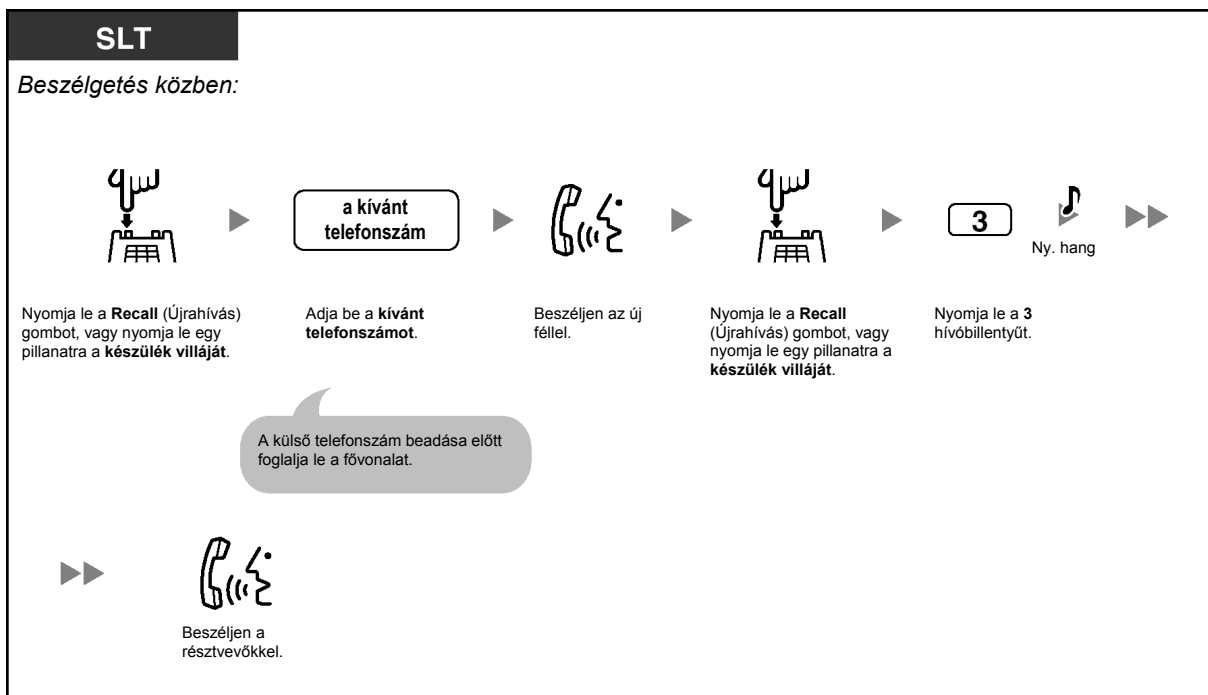 SLT
Beszélgetés közben:
a kívánt
telefonszám
3
Ny. hang
Nyomja le a Recall (Újrahívás)
gombot, vagy nyomja le egy
pillanatra a készülék villáját.
Adja be a kívánt
telefonszámot.
Beszéljen az új
féllel.
Nyomja le a Recall
(Újrahívás) gombot, vagy
nyomja le egy pillanatra a
készülék villáját.
Nyomja le a 3
hívóbillentyűt.
A külső telefonszám beadása előtt
foglalja le a fővonalat.
Beszéljen a
résztvevőkkel.